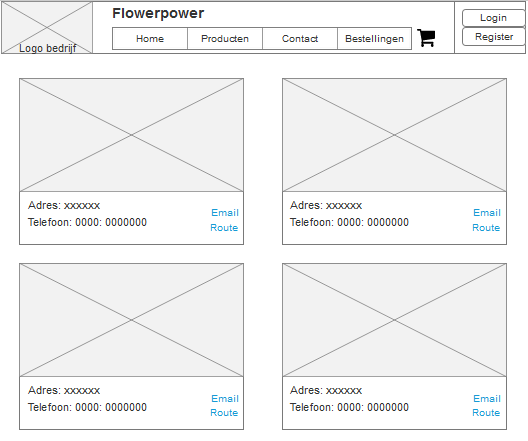 Flowerpower
Logo bedrijf
Home Producten Contact Bestellingen
Login
Register
Adres: xxxxxx
Telefoon: 0000: 0000000
Email
Route
Adres: xxxxxx
Telefoon: 0000: 0000000
Email
Route
Adres: xxxxxx
Telefoon: 0000: 0000000
Email
Route
Adres: xxxxxx
Telefoon: 0000: 0000000
Email
Route